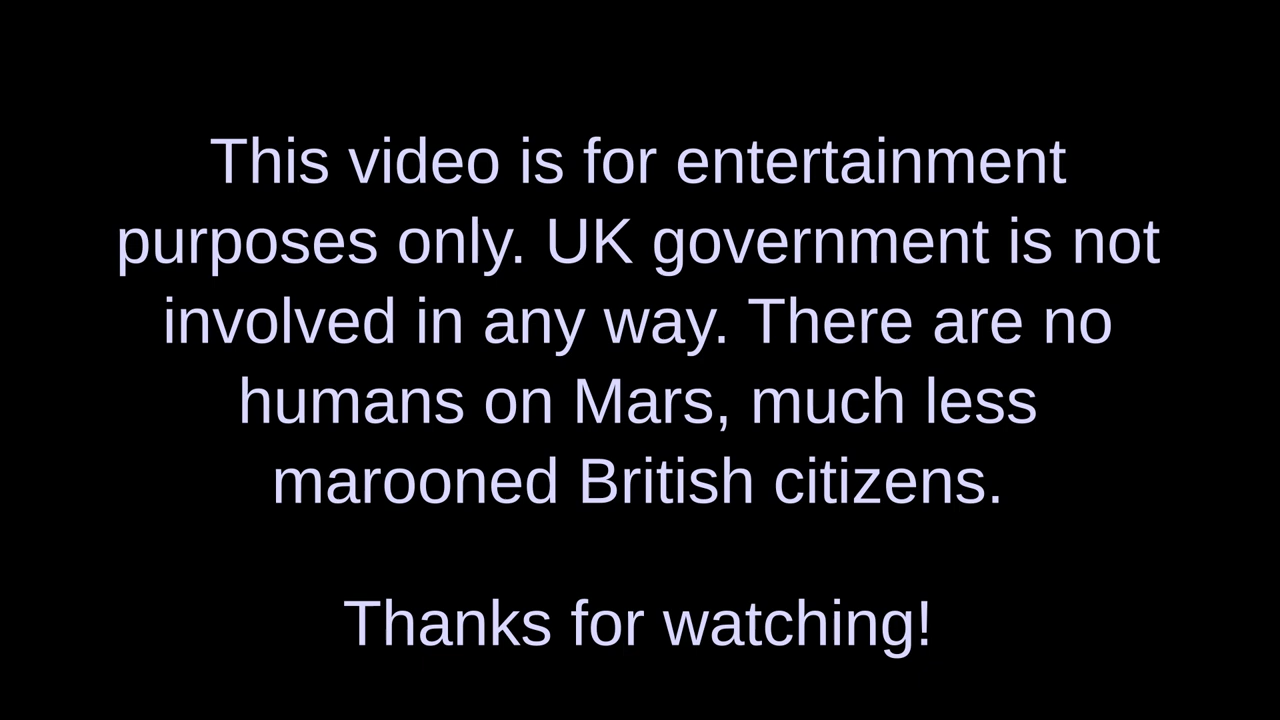 This video is for entertainment
purposes only. UK government is not
involved in any way. There are no
humans on Mars, much less
marooned British citizens.
Thanks for watching!